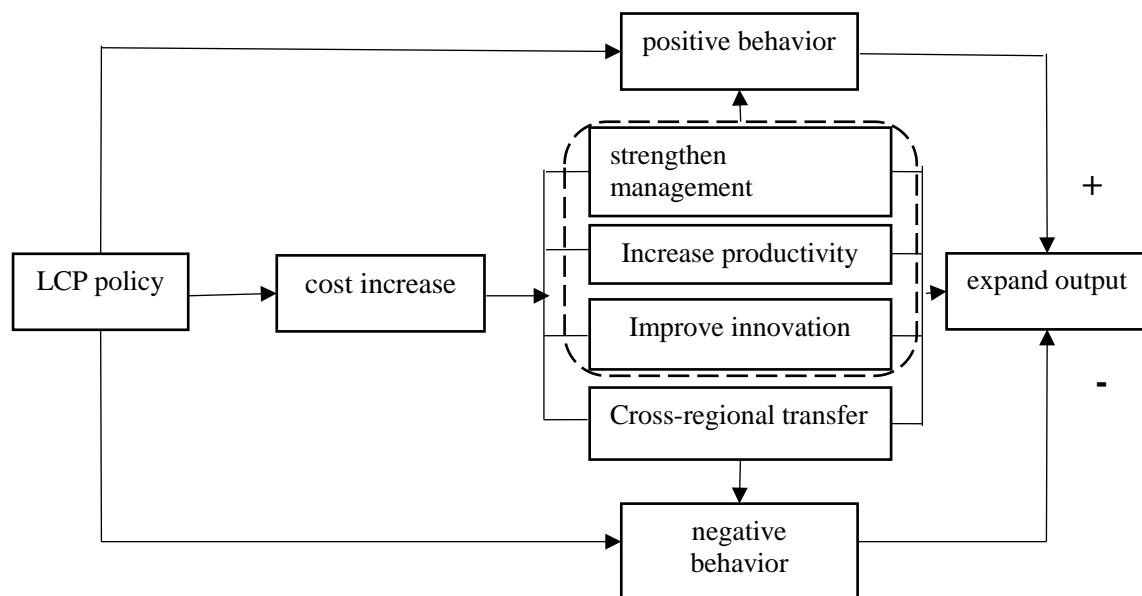 positive behavior
strengthen
management
+
Increase productivity
LCP policy
cost increase
expand output
Improve innovation
-
Cross-regional transfer
negative
behavior